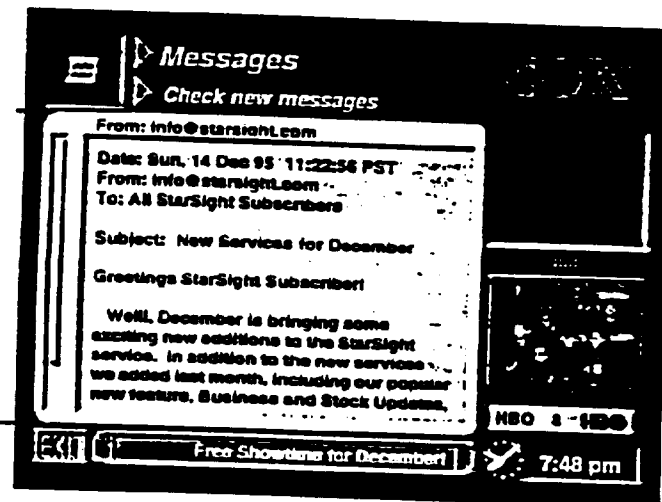 Messages
Check new messages
From: info@starsight.com
Date: Sun, 14 Dec 95 11:22:56 PST
From: info@starsight.com
To: All StarSight Subscribers
Subject: New Services for December
Greetings StarSight Subscriber!
Well, December is bringing some
exciting new additions to the StarSight
service. In addition to the new services
we added last month, including our popular
new feature, Business and Stock Updates,
HBO 8 HBO
EXIT
Free Showtime for December!
7:48 pm